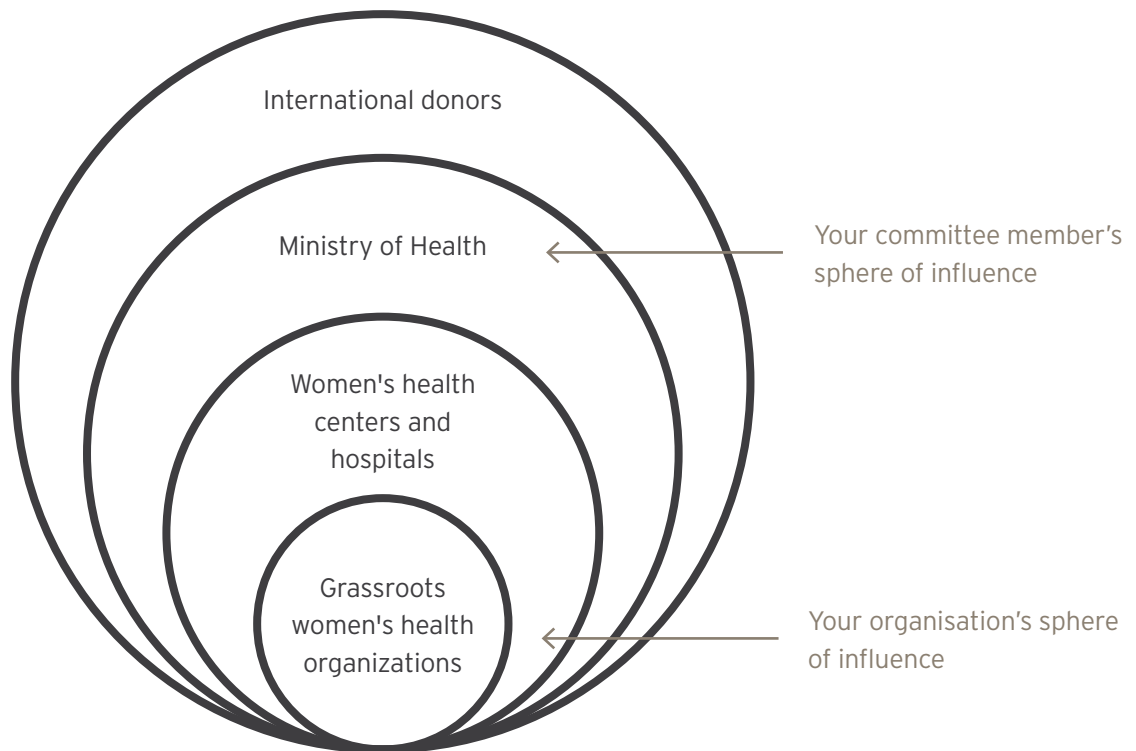 International donors
Ministry of Health
Your committee member’s
sphere of influence
Women's health
centers and
hospitals
Grassroots
women's health
organizations
Your organisation’s sphere
of influence